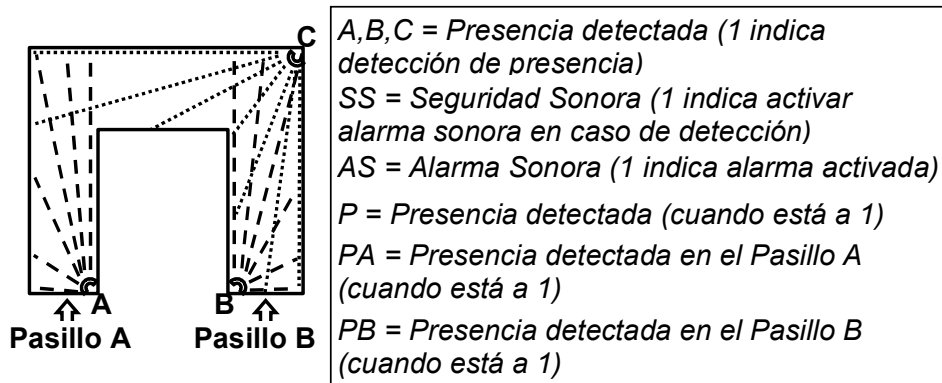 C
A
B
Pasillo A
Pasillo B
A,B,C = Presencia detectada (1 indica
detección de presencia)
SS = Seguridad Sonora (1 indica activar
alarma sonora en caso de detección)
AS = Alarma Sonora (1 indica alarma activada)
P = Presencia detectada (cuando está a 1)
PA = Presencia detectada en el Pasillo A
(cuando está a 1)
PB = Presencia detectada en el Pasillo B
(cuando está a 1)